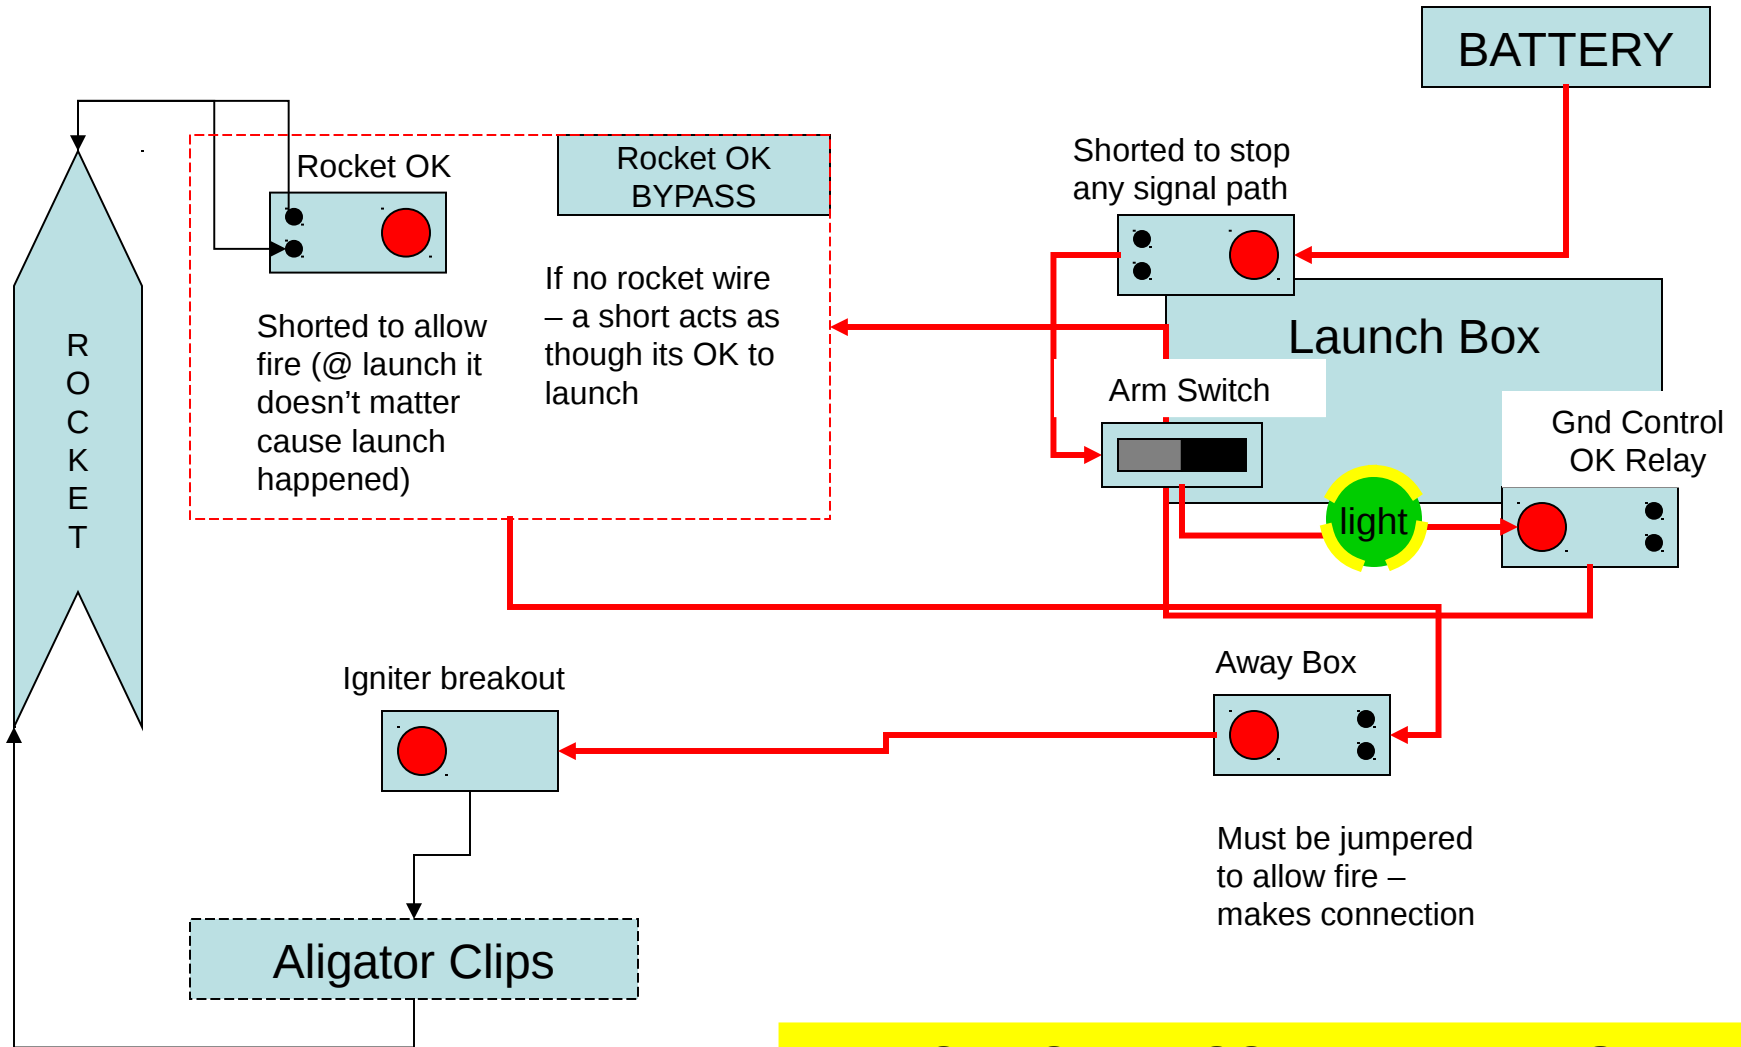 BATTERY
Rocket OK
Rocket OK
BYPASS
Shorted to stop
any signal path
If no rocket wire
– a short acts as
though its OK to
launch
Shorted to allow
fire (@ launch it
doesn’t matter
cause launch
happened)
R
O
C
K
E
T
Launch Box
Arm Switch
Gnd Control
OK Relay
light
Igniter breakout
Away Box
Must be jumpered
to allow fire –
makes connection
Aligator Clips